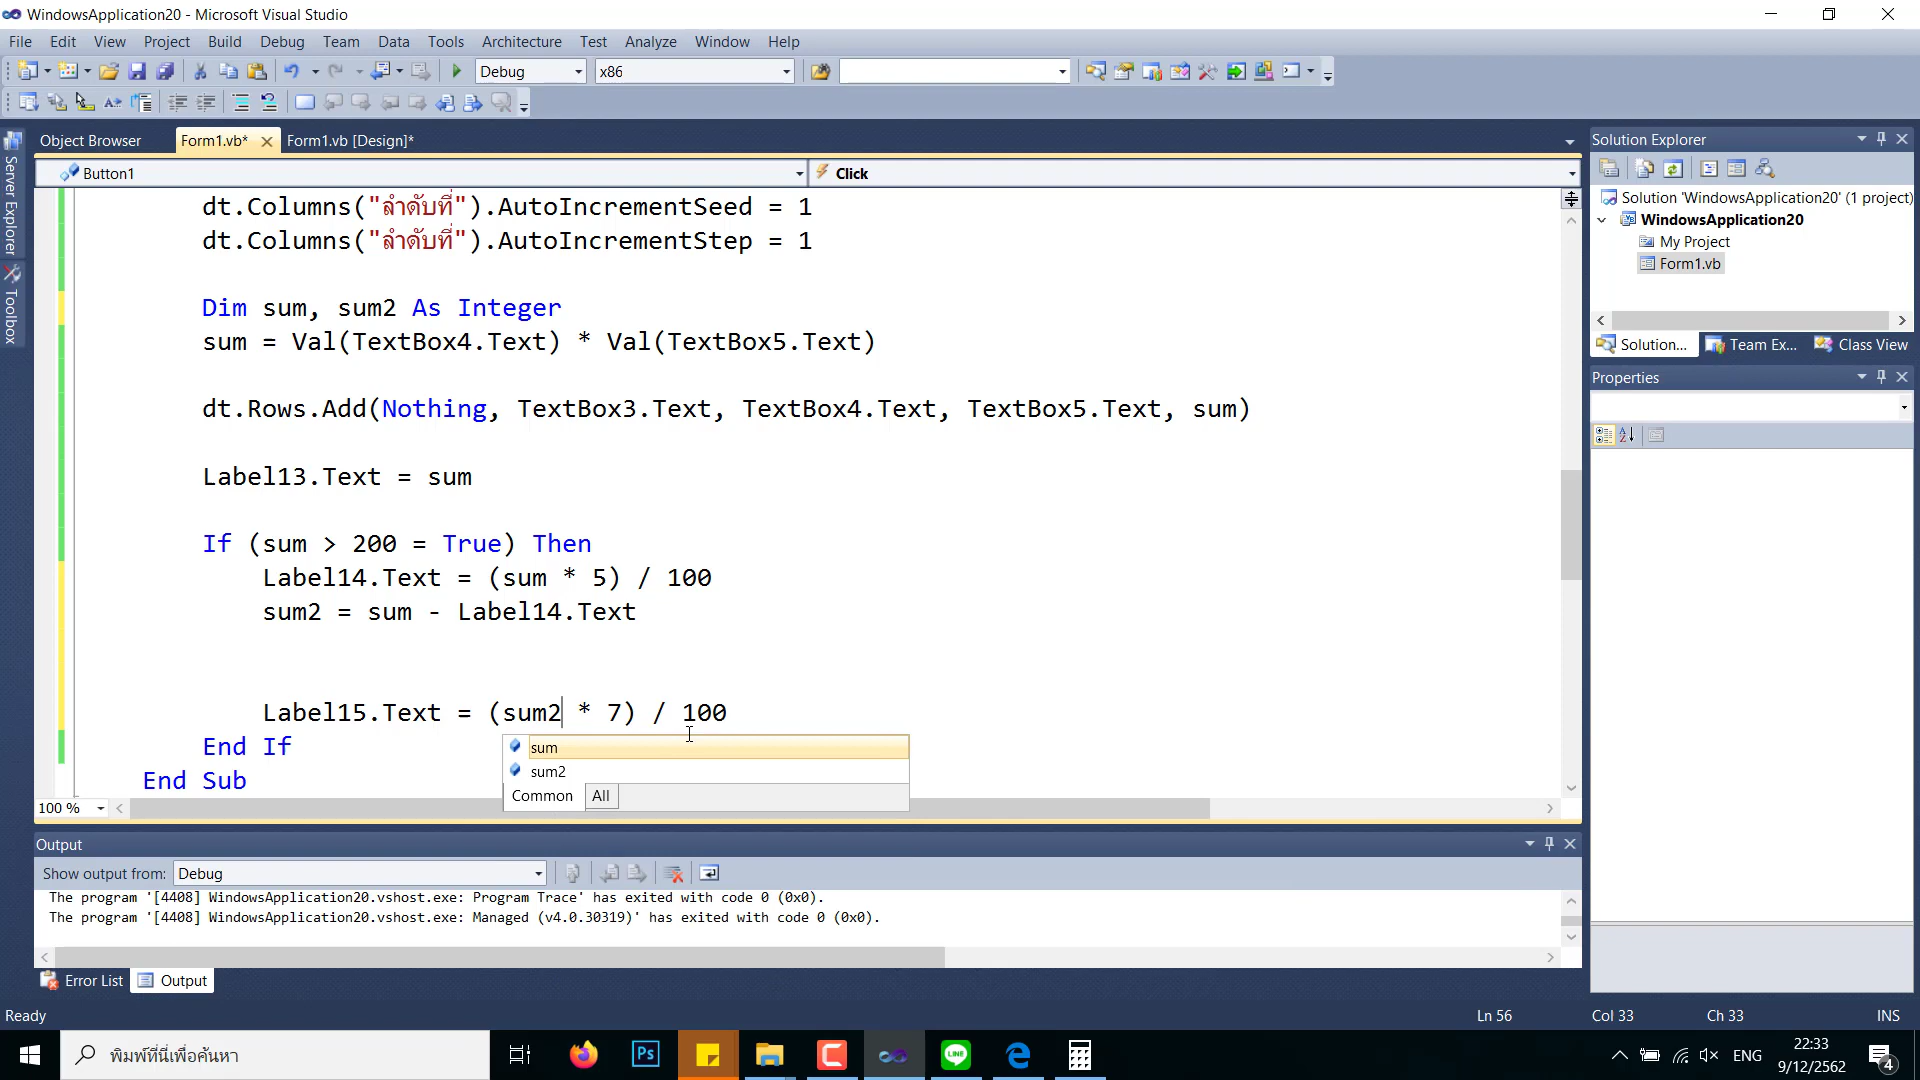 WindowsApplication20 - Microsoft Visual Studio
File Edit View Project Build Debug Team Data Tools Architecture Test Analyze Window Help
Debug x86
Object Browser Form1.vb* Form1.vb [Design]*
Button1 Click
Server Explorer
Toolbox
dt.Columns("ลำดับที่").AutoIncrementSeed = 1
dt.Columns("ลำดับที่").AutoIncrementStep = 1
Dim sum, sum2 As Integer
sum = Val(TextBox4.Text) * Val(TextBox5.Text)
dt.Rows.Add(Nothing, TextBox3.Text, TextBox4.Text, TextBox5.Text, sum)
Label13.Text = sum
If (sum > 200 = True) Then
Label14.Text = (sum * 5) / 100
sum2 = sum - Label14.Text
Label15.Text = (sum2 * 7) / 100
End If
End Sub
sum
sum2
Common All
100 %
Solution Explorer
Solution 'WindowsApplication20' (1 project)
WindowsApplication20
My Project
Form1.vb
Solution... Team Ex... Class View
Properties
Output
Show output from: Debug
The program '[4408] WindowsApplication20.vshost.exe: Program Trace' has exited with code 0 (0x0).
The program '[4408] WindowsApplication20.vshost.exe: Managed (v4.0.30319)' has exited with code 0 (0x0).
Error List Output
Ready Ln 56 Col 33 Ch 33 INS
พิมพ์ที่นี่เพื่อค้นหา
Ps
LINE
ENG
22:33
9/12/2562
4